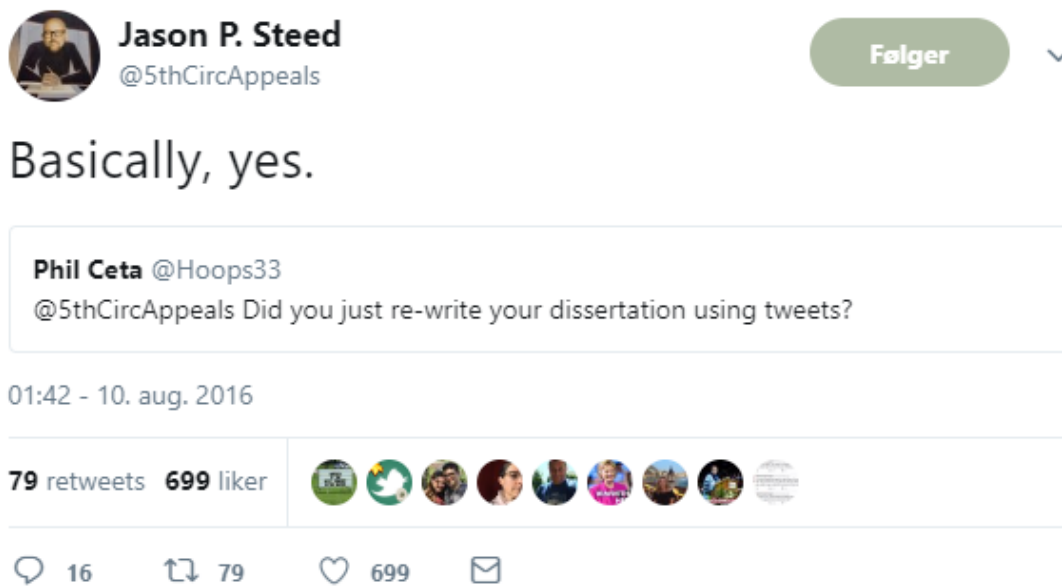 Jason P. Steed
@5thCircAppeals
Følger
Basically, yes.
Phil Ceta @Hoops33
@5thCircAppeals Did you just re-write your dissertation using tweets?
01:42 - 10. aug. 2016
79 retweets 699 liker
16 79 699